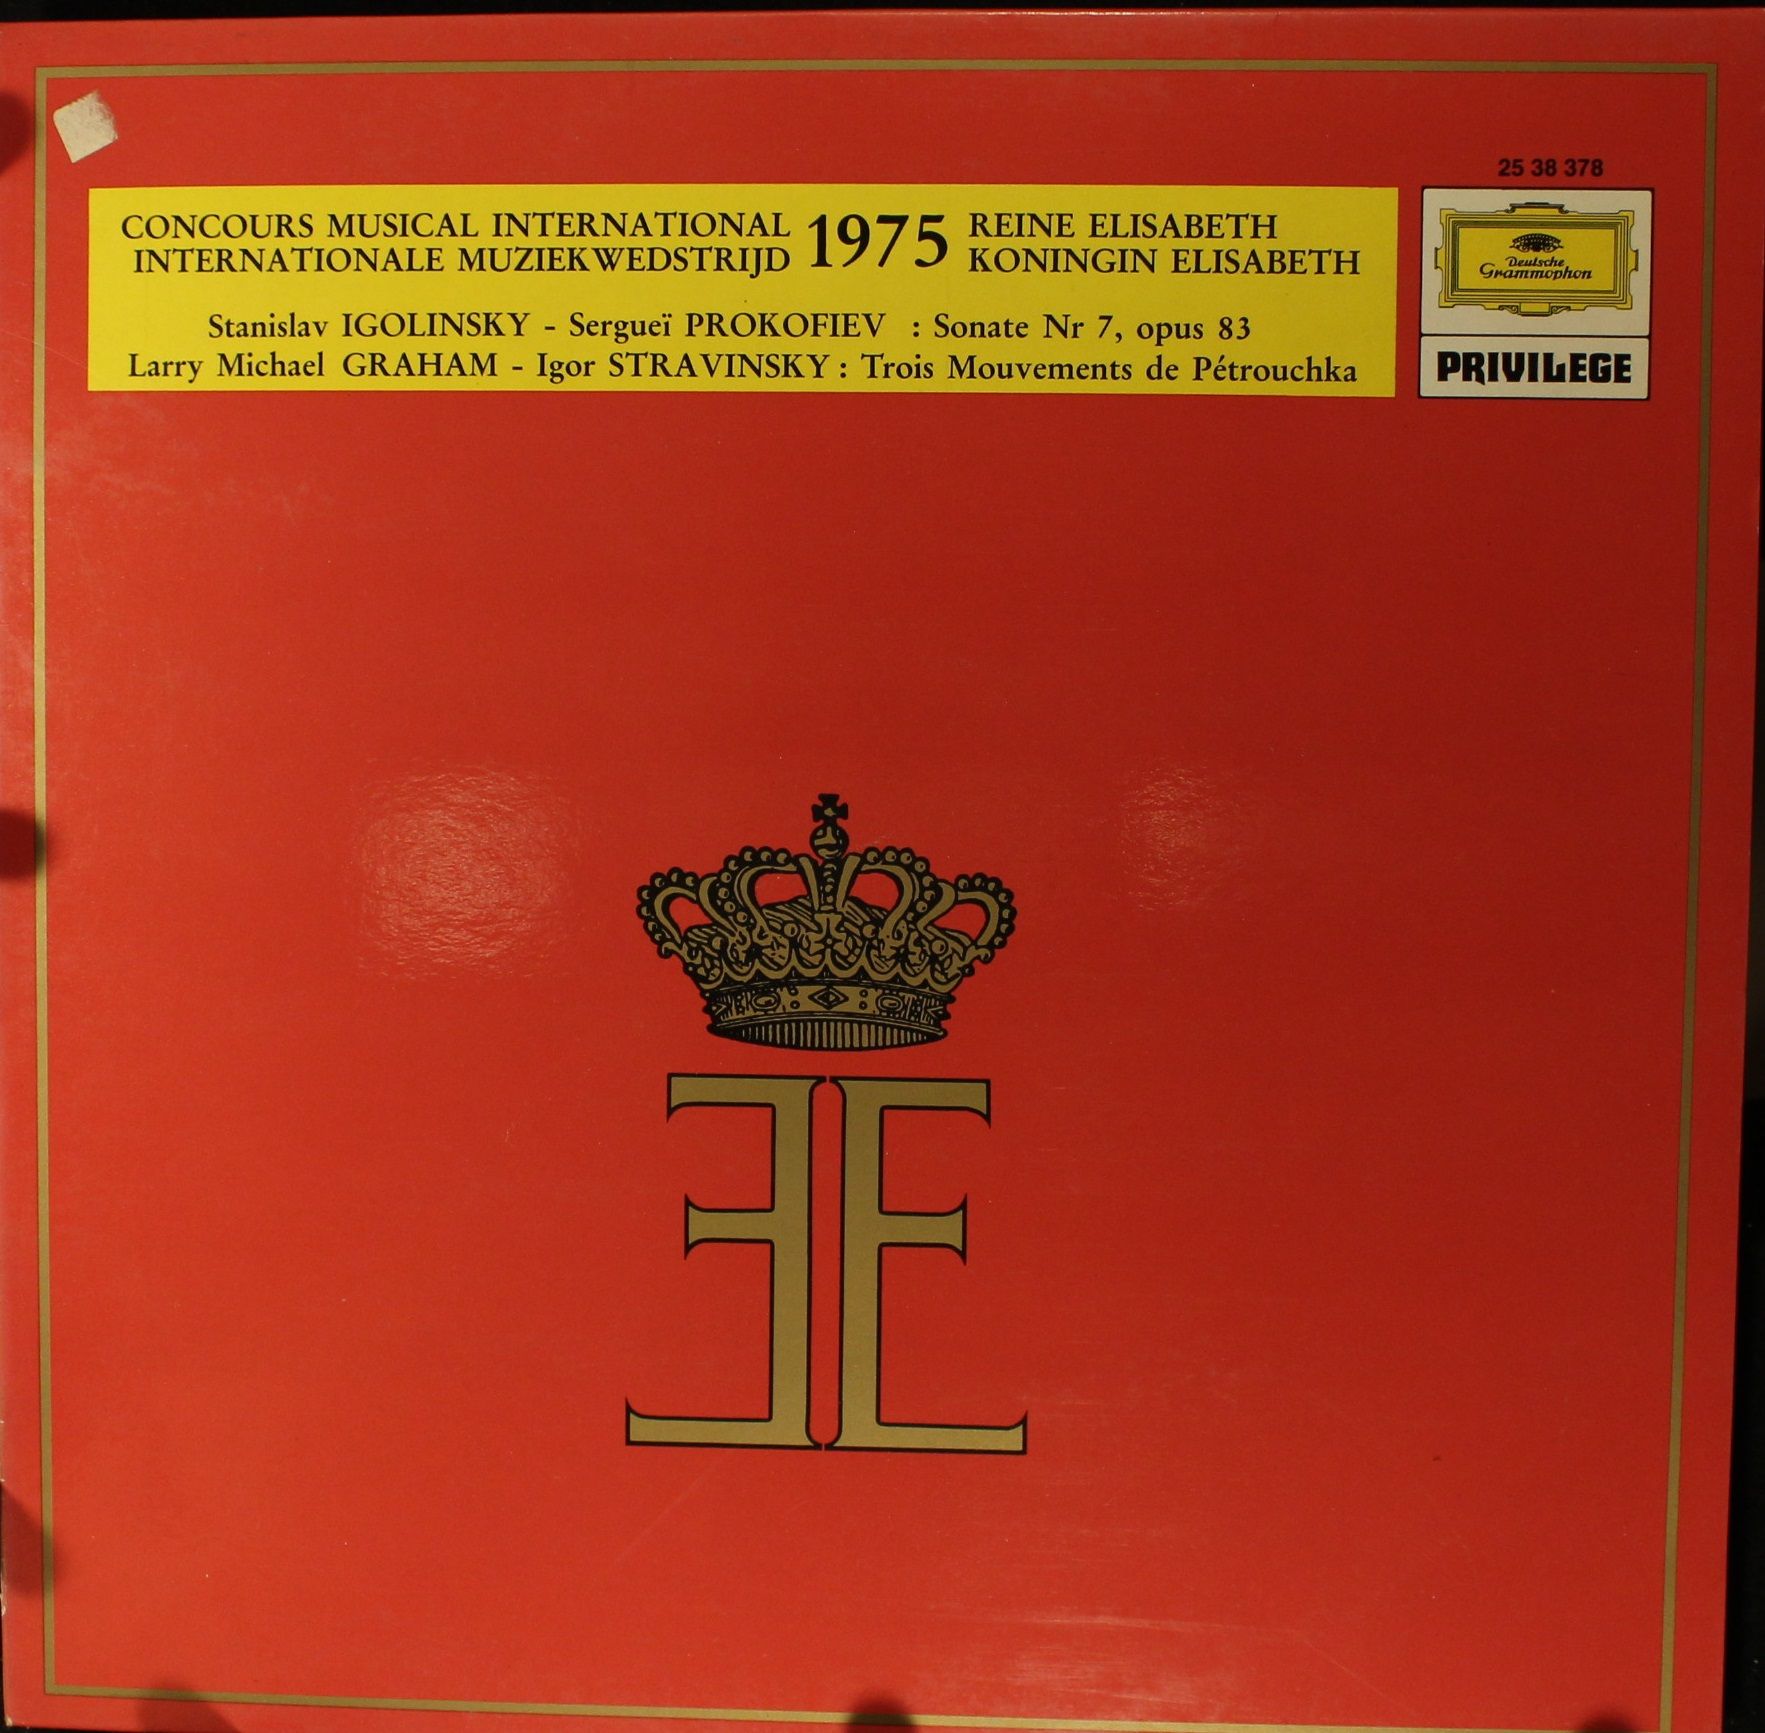 25 38 378
CONCOURS MUSICAL INTERNATIONAL 1975 REINE ELISABETH
INTERNATIONALE MUZIEKWEDSTRIJD KONINGIN ELISABETH
Stanislav IGOLINSKY - Sergueï PROKOFIEV : Sonate Nr 7, opus 83
Larry Michael GRAHAM - Igor STRAVINSKY : Trois Mouvements de Pétrouchka
Deutsche
Grammophon
PRIVILEGE
EE